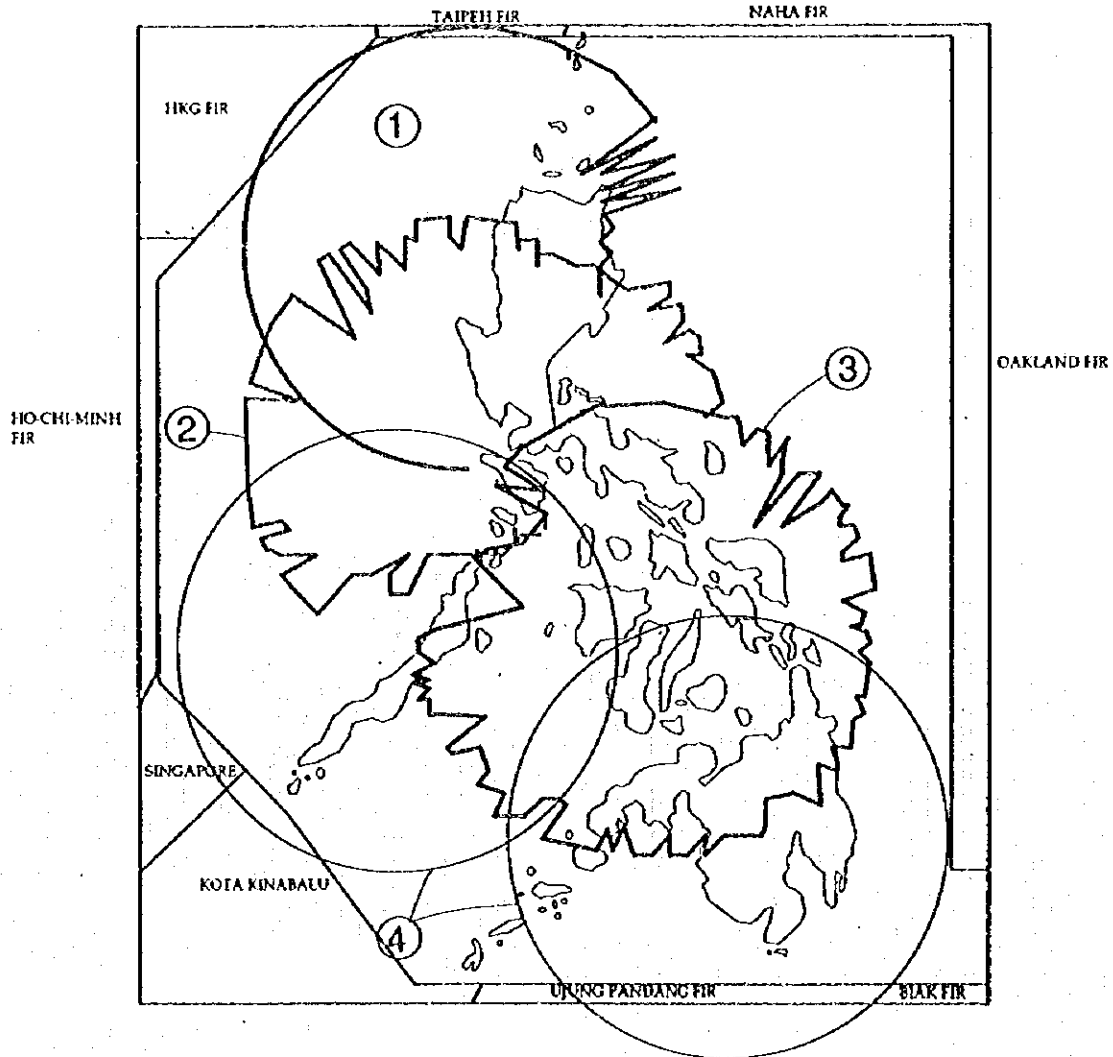 TAIPEH FIR
NAHA FIR
HKG FIR
1
3
OAKLAND FIR
HO-CHI-MINH
FIR
2
SINGAPORE
KOTA KINABALU
4
UJUNG PANDANG FIR
BIAK FIR